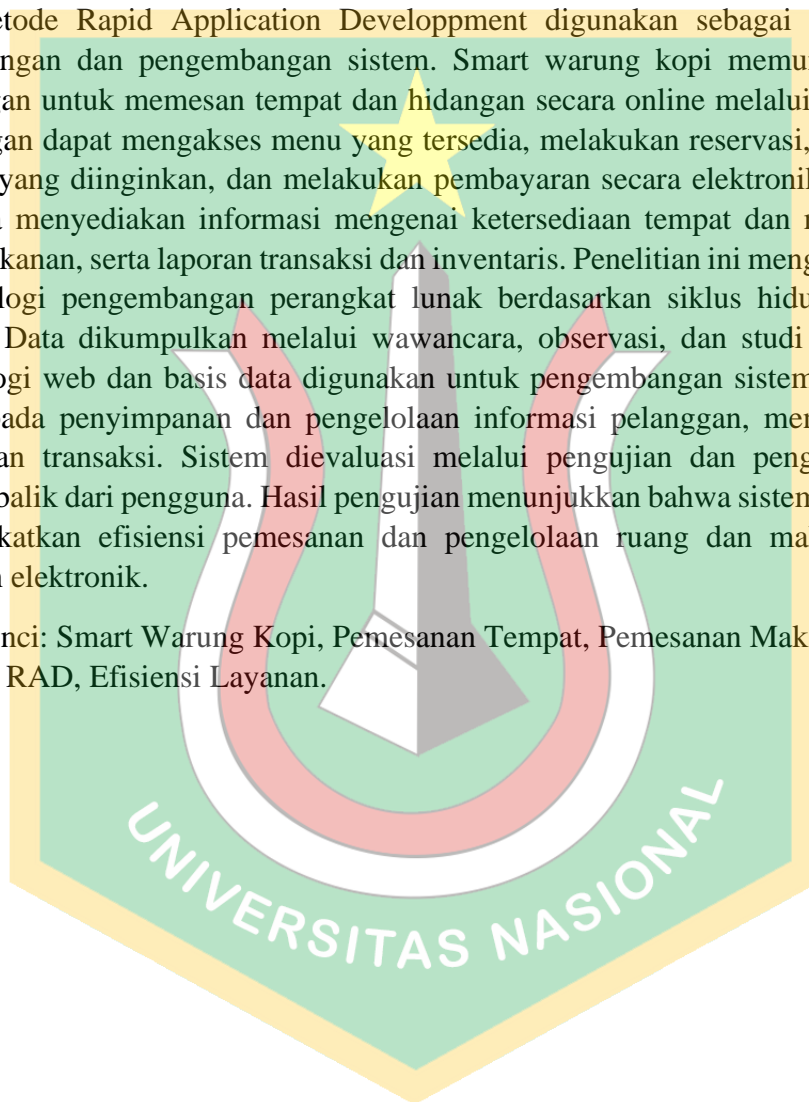 etode Rapid Application Developpment digunakan sebagai
ngan dan pengembangan sistem. Smart warung kopi memu
gan untuk memesan tempat dan hidangan secara online melalui
ngan dapat mengakses menu yang tersedia, melakukan reservasi,
yang diinginkan, dan melakukan pembayaran secara elektronik
menyediakan informasi mengenai ketersediaan tempat dan
kanan, serta laporan transaksi dan inventaris. Penelitian ini meng
logi pengembangan perangkat lunak berdasarkan siklus hidu
Data dikumpulkan melalui wawancara, observasi, dan studi
ogi web dan basis data digunakan untuk pengembangan sistem
pada penyimpanan dan pengelolaan informasi pelanggan, men
an transaksi. Sistem dievaluasi melalui pengujian dan peng
balik dari pengguna. Hasil pengujian menunjukkan bahwa sistem
katkan efisiensi pemesanan dan pengelolaan ruang dan ma
n elektronik.
nci: Smart Warung Kopi, Pemesanan Tempat, Pemesanan Mak
RAD, Efisiensi Layanan.
UNIVERSITAS NASIONAL